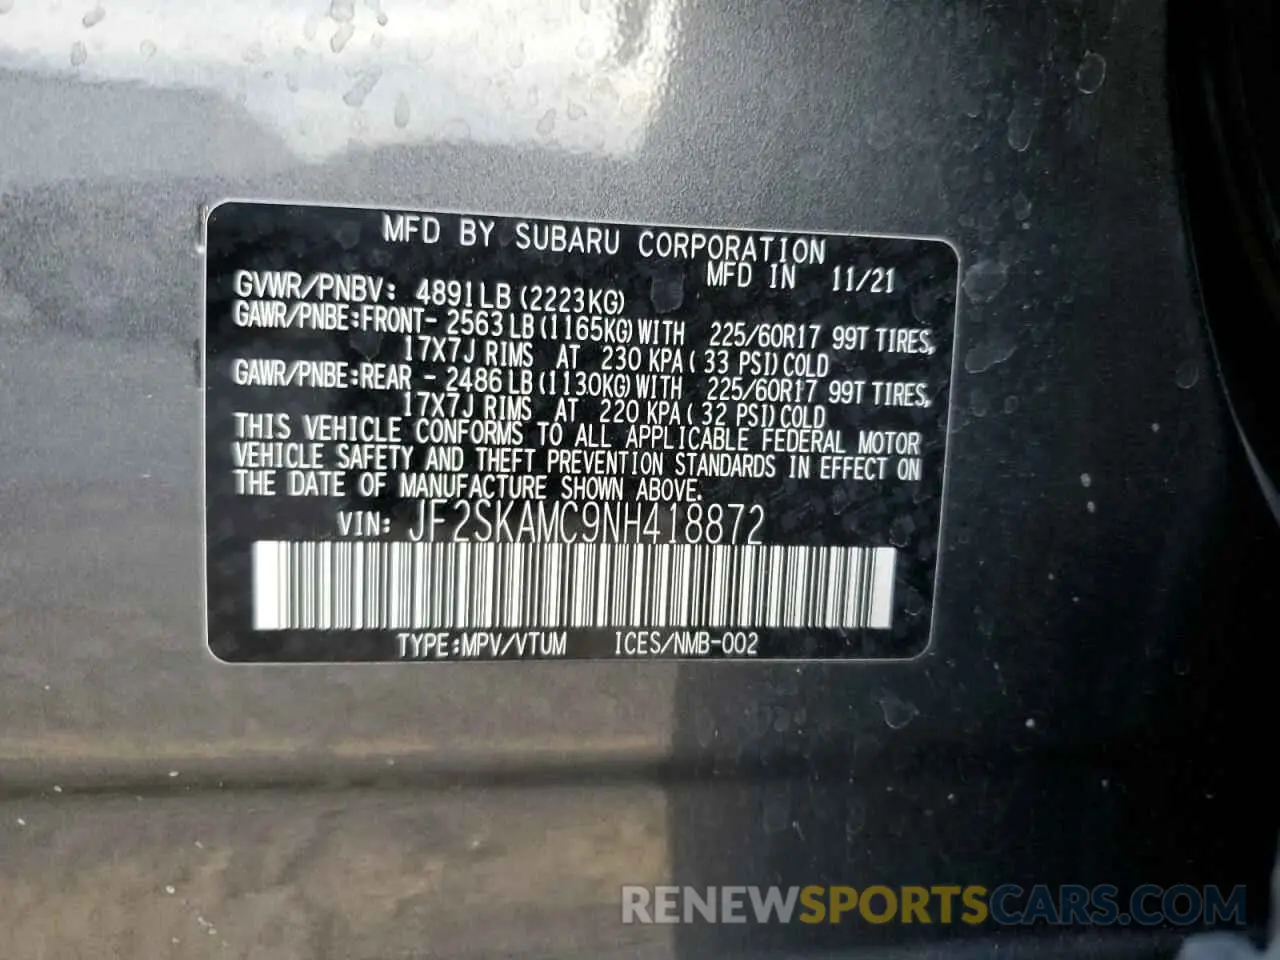 MFD BY SUBARU CORPORATION
MFD IN 11/21
GVWR/PNBV: 4891LB (2223KG)
GAWR/PNBE:FRONT- 2563LB(1165KG)WITH 225/60R17 99T TIRES,
17X7J RIMS AT 230 KPA( 33 PSI)COLD
GAWR/PNBE:REAR - 2486LB(1130KG)WITH 225/60R17 99T TIRES,
17X7J RIMS AT 220 KPA( 32 PSI)COLD
THIS VEHICLE CONFORMS TO ALL APPLICABLE FEDERAL MOTOR
VEHICLE SAFETY AND THEFT PREVENTION STANDARDS IN EFFECT ON
THE DATE OF MANUFACTURE SHOWN ABOVE.
VIN: JF2SKAMC9NH418872
TYPE:MPV/VTUM ICES/NMB-002
RENEWSPORTSCARS.COM